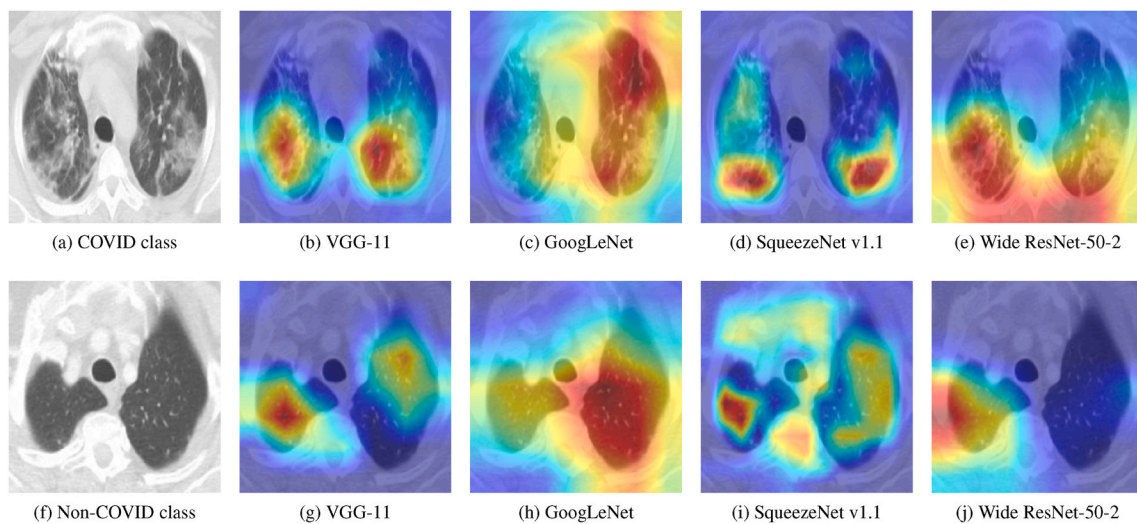 (a) COVID class
(b) VGG-11
(c) GoogLeNet
(d) SqueezeNet v1.1
(e) Wide ResNet-50-2
(f) Non-COVID class
(g) VGG-11
(h) GoogLeNet
(i) SqueezeNet v1.1
(j) Wide ResNet-50-2